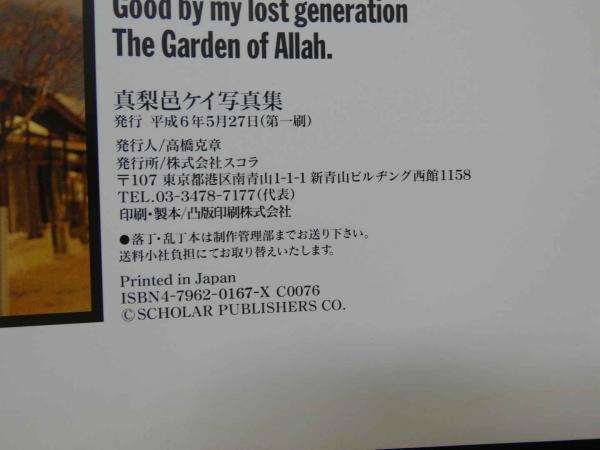 Good by my lost generation
The Garden of Allah.
真梨邑ケイ写真集
発行 平成6年5月27日(第一刷)
発行人/高橋克章
発行所/株式会社スコラ
〒107 東京都港区南青山1-1-1 新青山ビルヂング西館1158
TEL.03-3478-7177(代表)
印刷・製本/凸版印刷株式会社
●落丁・乱丁本は制作管理部までお送り下さい。
送料小社負担にてお取り替えいたします。
Printed in Japan
ISBN4-7962-0167-X C0076
©SCHOLAR PUBLISHERS CO.